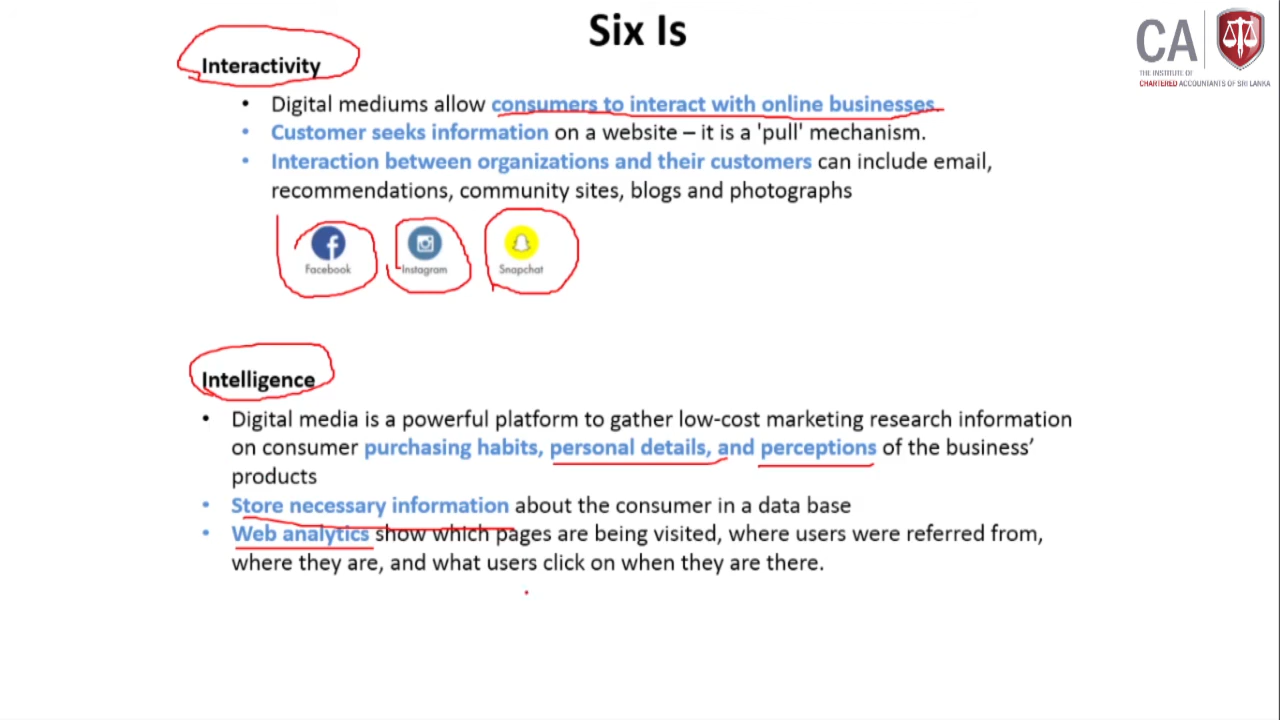 Six Is
CA
THE INSTITUTE OF
CHARTERED ACCOUNTANTS OF SRI LANKA
Interactivity
• Digital mediums allow consumers to interact with online businesses.
• Customer seeks information on a website – it is a 'pull' mechanism.
• Interaction between organizations and their customers can include email,
recommendations, community sites, blogs and photographs
Facebook Instagram Snapchat
Intelligence
• Digital media is a powerful platform to gather low-cost marketing research information
on consumer purchasing habits, personal details, and perceptions of the business’
products
• Store necessary information about the consumer in a data base
• Web analytics show which pages are being visited, where users were referred from,
where they are, and what users click on when they are there.